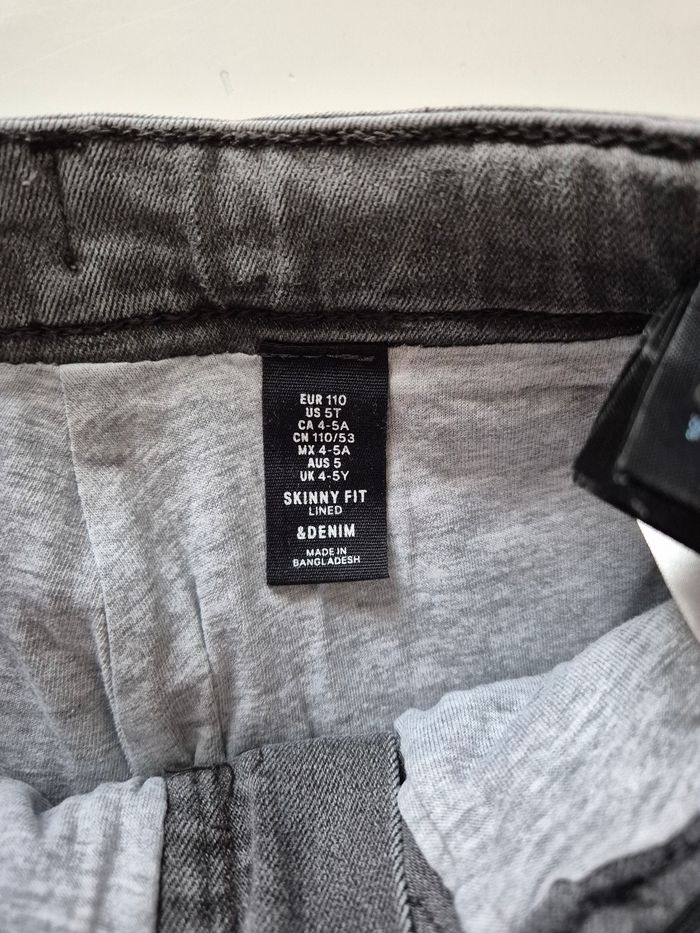 EUR 110
US 5T
CA 4-5A
CN 110/53
MX 4-5A
AUS 5
UK 4-5Y
SKINNY FIT
LINED
&DENIM
MADE IN
BANGLADESH